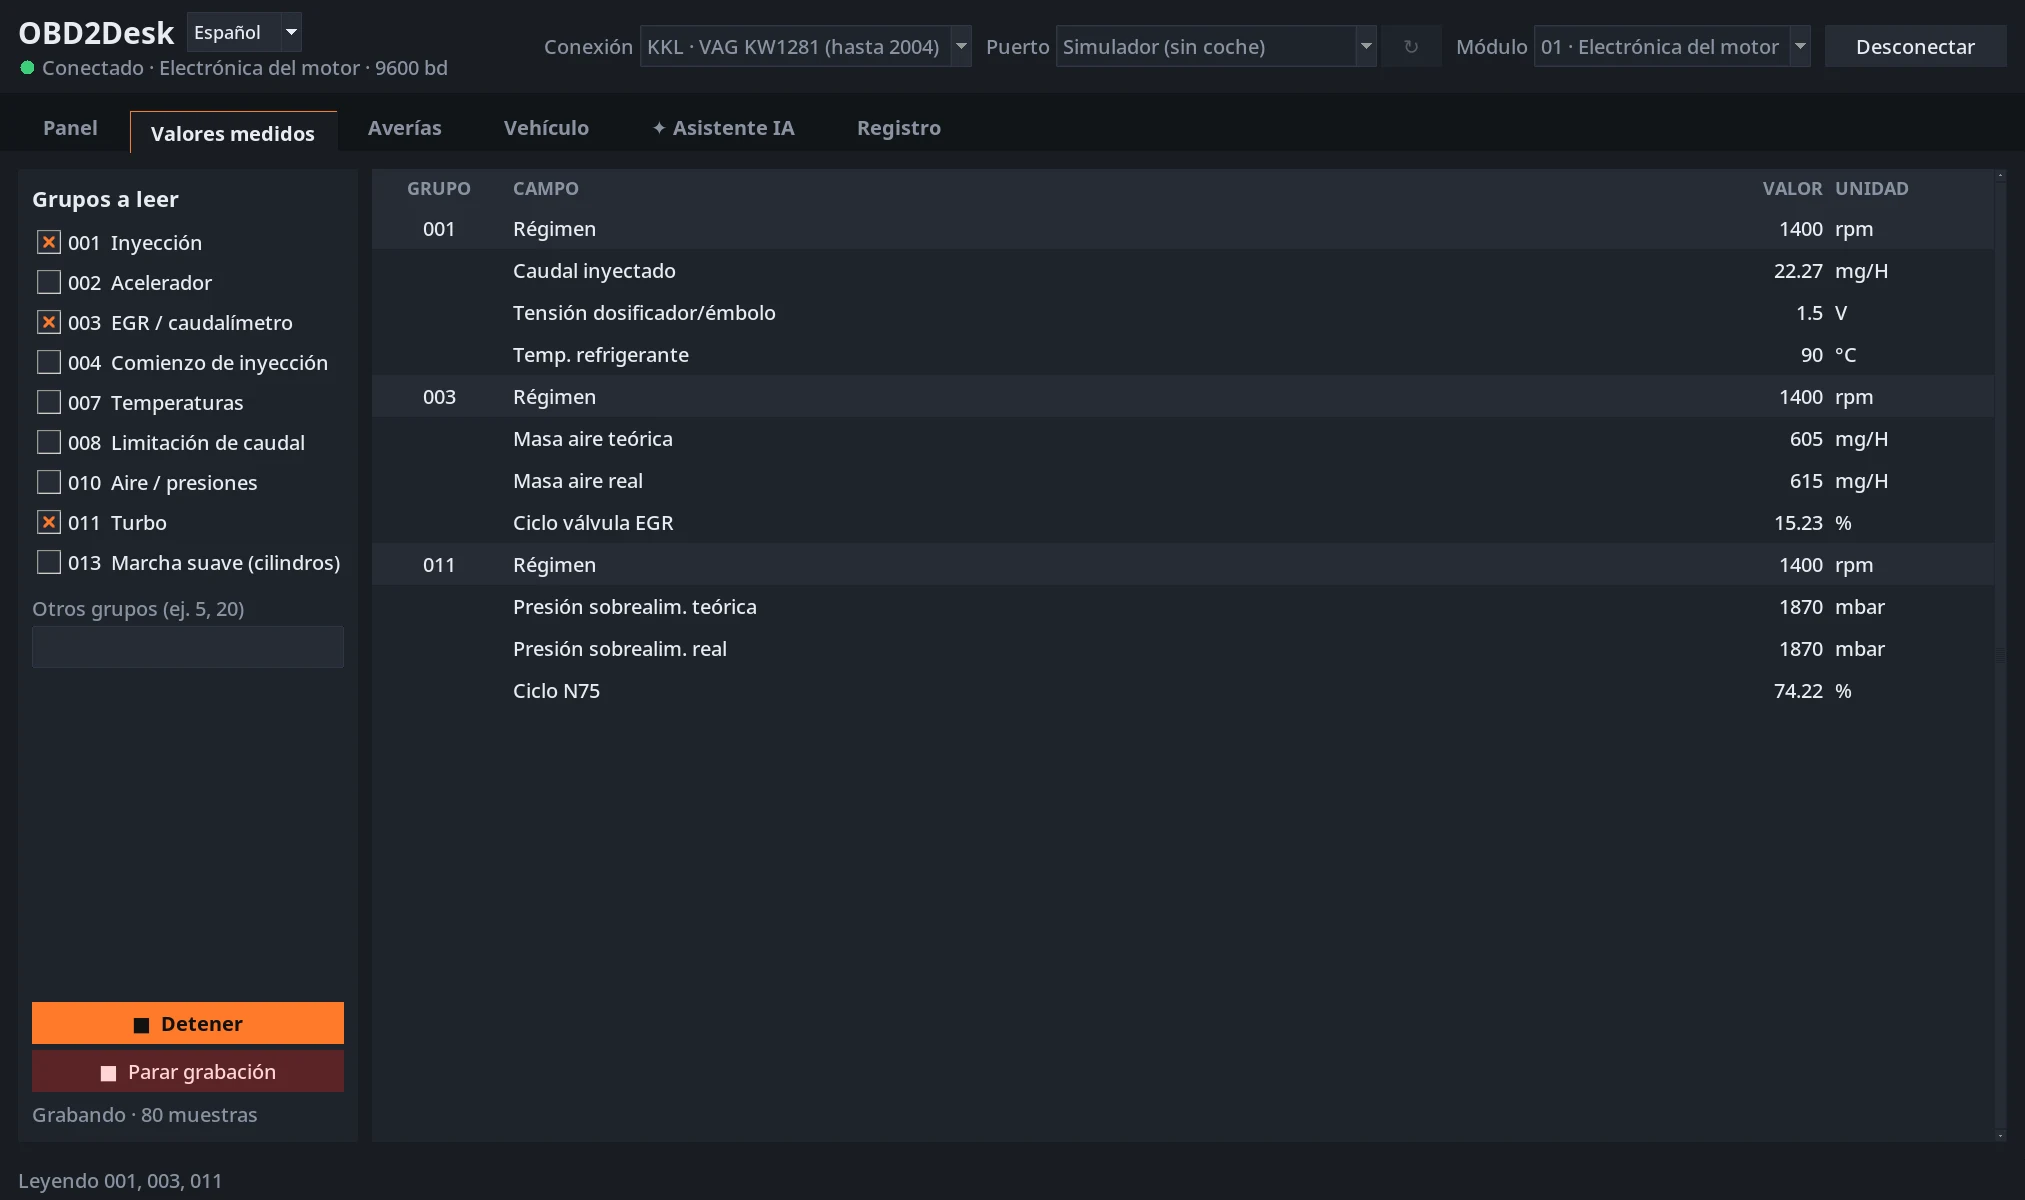 OBD2Desk Español
Conectado · Electrónica del motor · 9600 bd
Conexión KKL · VAG KW1281 (hasta 2004) Puerto Simulador (sin coche) ↻ Módulo 01 · Electrónica del motor Desconectar
Panel Valores medidos Averías Vehículo ✦ Asistente IA Registro
Grupos a leer
001 Inyección
002 Acelerador
003 EGR / caudalímetro
004 Comienzo de inyección
007 Temperaturas
008 Limitación de caudal
010 Aire / presiones
011 Turbo
013 Marcha suave (cilindros)
Otros grupos (ej. 5, 20)
Detener
Parar grabación
Grabando · 80 muestras
GRUPO CAMPO VALOR UNIDAD
001 Régimen 1400 rpm
Caudal inyectado 22.27 mg/H
Tensión dosificador/émbolo 1.5 V
Temp. refrigerante 90 °C
003 Régimen 1400 rpm
Masa aire teórica 605 mg/H
Masa aire real 615 mg/H
Ciclo válvula EGR 15.23 %
011 Régimen 1400 rpm
Presión sobrealim. teórica 1870 mbar
Presión sobrealim. real 1870 mbar
Ciclo N75 74.22 %
Leyendo 001, 003, 011